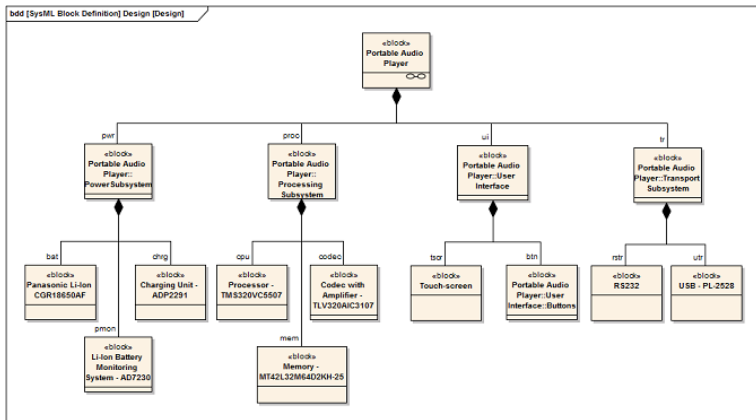 bdd [SysML Block Definition] Design [Design]
«block»
Portable Audio
Player
pwr
proc
ui
tr
«block»
Portable Audio
Player::
PowerSubsystem
«block»
Portable Audio
Player::
Processing
Subsystem
«block»
Portable Audio
Player::User
Interface
«block»
Portable Audio
Player::Transport
Subsystem
bat
chrg
cpu
codec
tscr
btn
rstr
utr
«block»
Panasonic Li-Ion
CGR18650AF
«block»
Charging Unit -
ADP2291
«block»
Processor -
TMS320VC5507
«block»
Codec with
Amplifier -
TLV320AIC3107
«block»
Touch-screen
«block»
Portable Audio
Player::User
Interface::Buttons
«block»
RS232
«block»
USB - PL-2528
pmon
mem
«block»
Li-Ion Battery
Monitoring
System - AD7230
«block»
Memory -
MT42L32M64D2KH-25